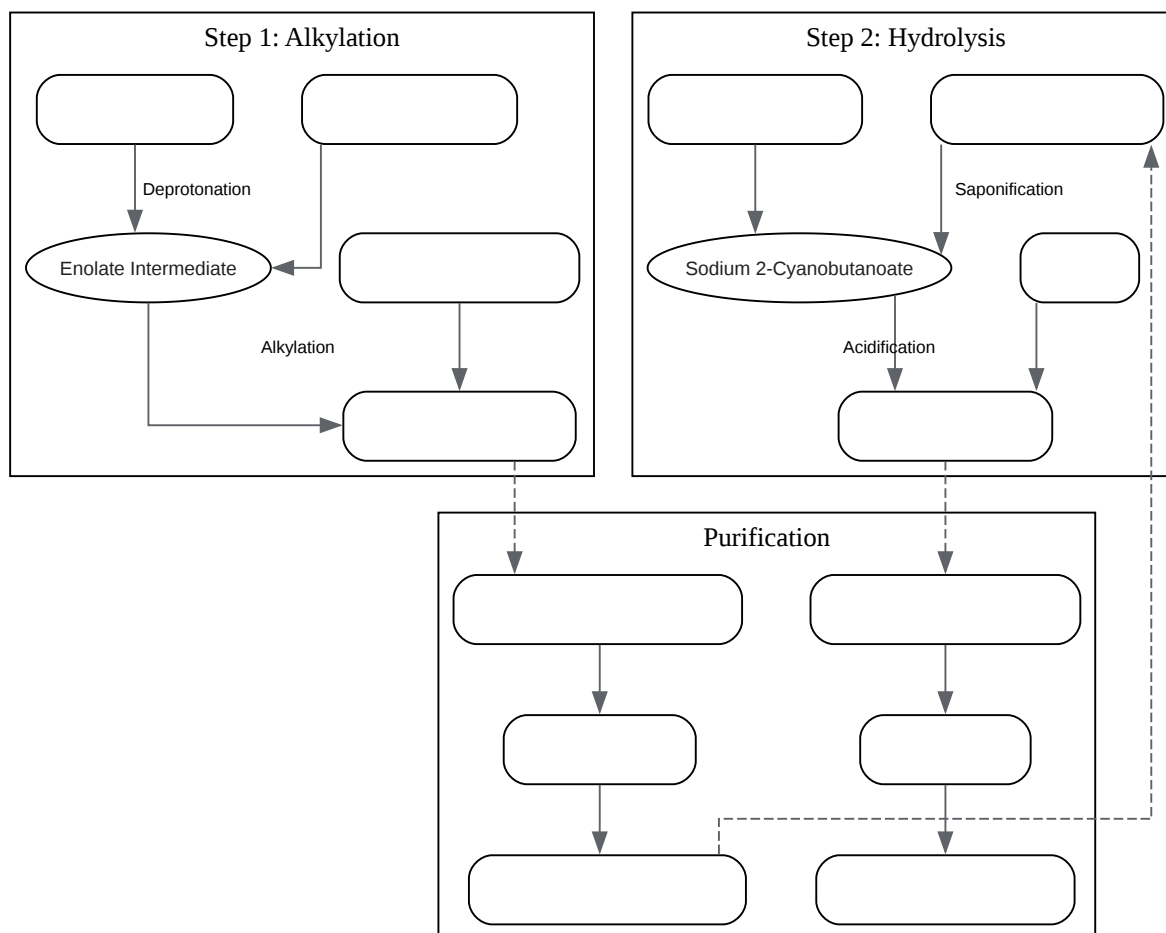 Step 1: Alkylation
Deprotonation
Enolate Intermediate
Alkylation
Step 2: Hydrolysis
Saponification
Sodium 2-Cyanobutanoate
Acidification
Purification